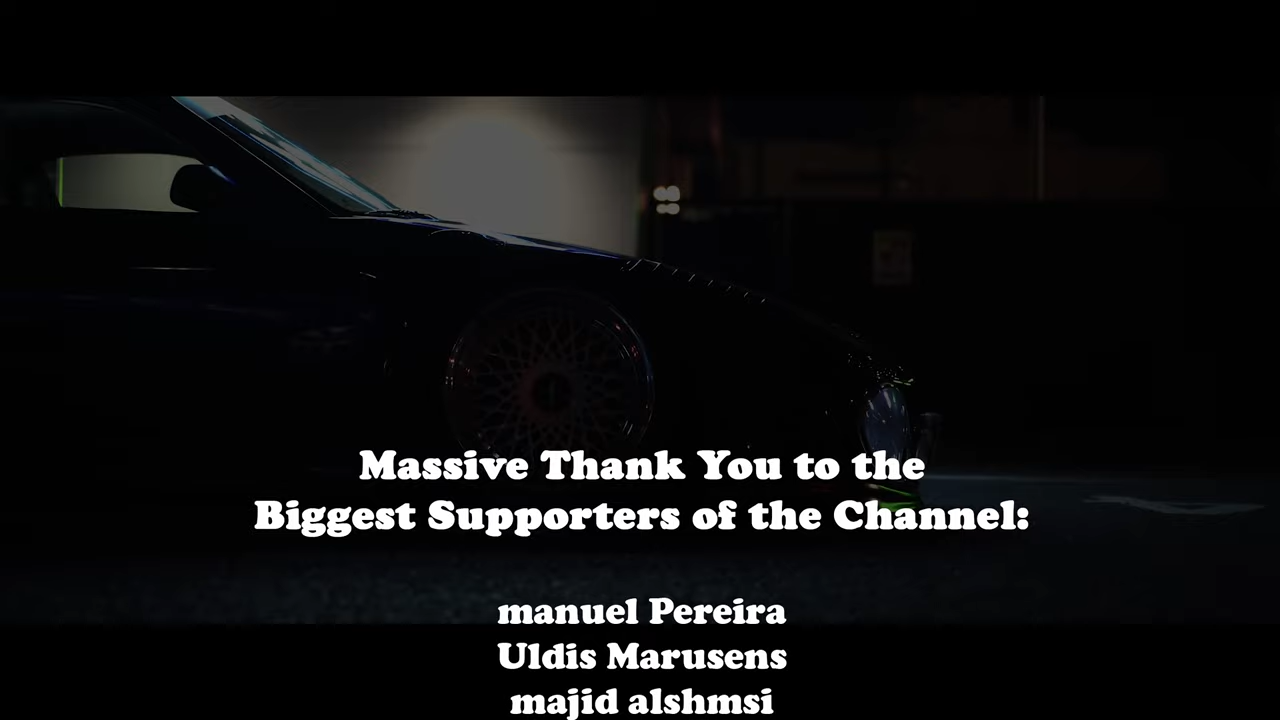 Massive Thank You to the
Biggest Supporters of the Channel:
manuel Pereira
Uldis Marusens
majid alshmsi